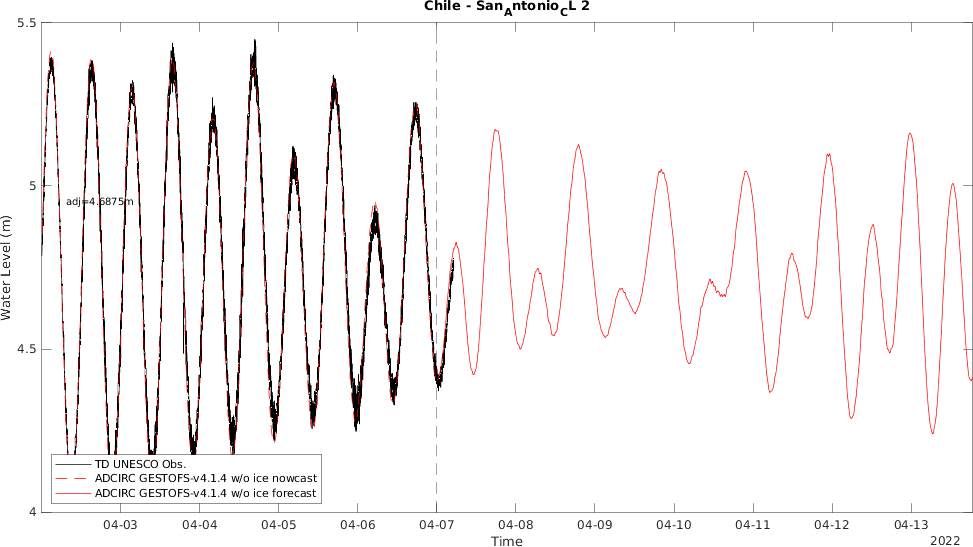 Chile - San_Antonio_CL 2
5.5
5
4.5
4
Water Level (m)
adj=4.6875m
TD UNESCO Obs.
ADCIRC GESTOFS-v4.1.4 w/o ice nowcast
ADCIRC GESTOFS-v4.1.4 w/o ice forecast
04-03 04-04 04-05 04-06 04-07 04-08 04-09 04-10 04-11 04-12 04-13
Time
2022